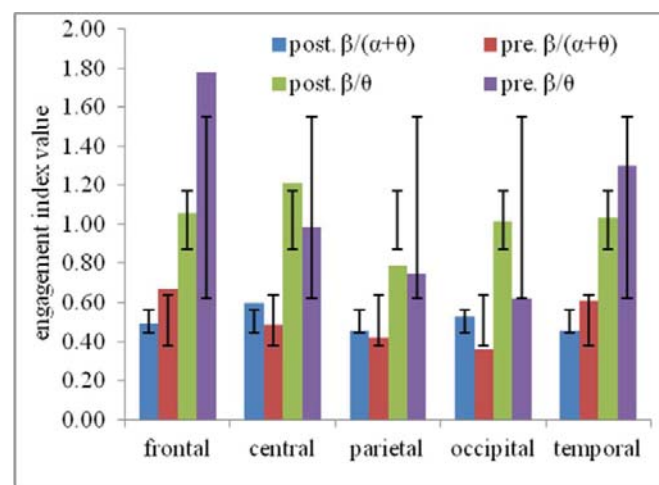 2.00
1.80
1.60
1.40
1.20
1.00
0.80
0.60
0.40
0.20
0.00
engagement index value
post. β/(α+θ)
pre. β/(α+θ)
post. β/θ
pre. β/θ
frontal
central
parietal
occipital
temporal